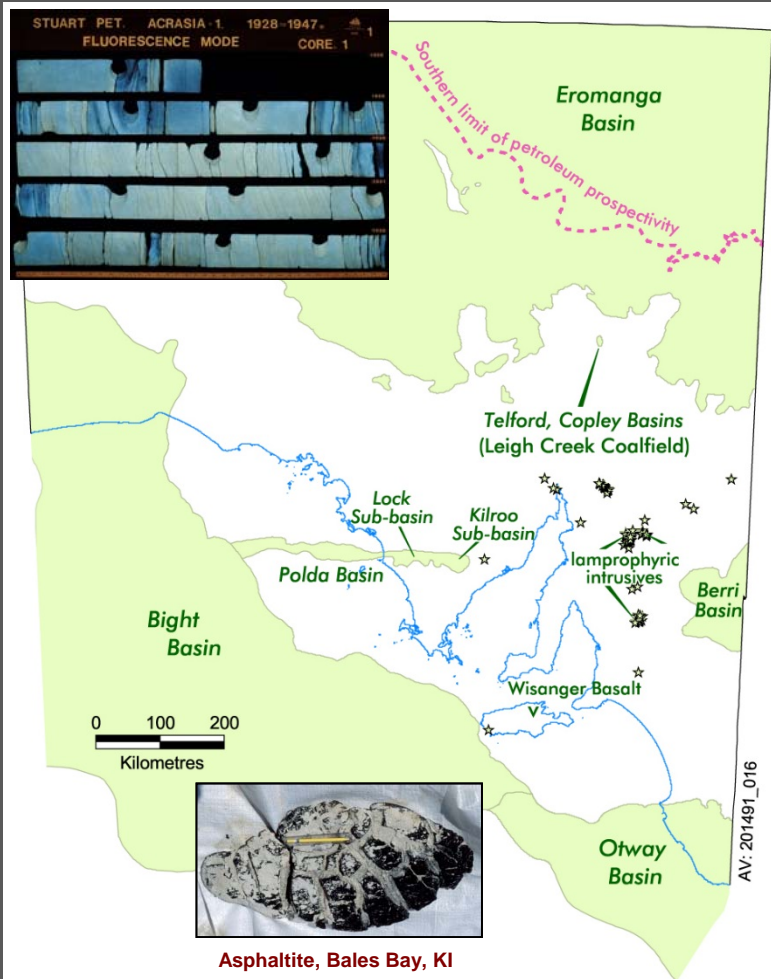 STUART PET. ACRASIA-1. 1928-1947.
FLUORESCENCE MODE CORE. 1
1
Southern limit of petroleum prospectivity
Eromanga
Basin
Telford, Copley Basins
(Leigh Creek Coalfield)
Lock
Sub-basin
Kilroo
Sub-basin
Polda Basin
lamprophyric
intrusives
Berri
Basin
Bight
Basin
Wisanger Basalt
v
0 100 200
Kilometres
AV: 201491_016
Otway
Basin
Asphaltite, Bales Bay, KI